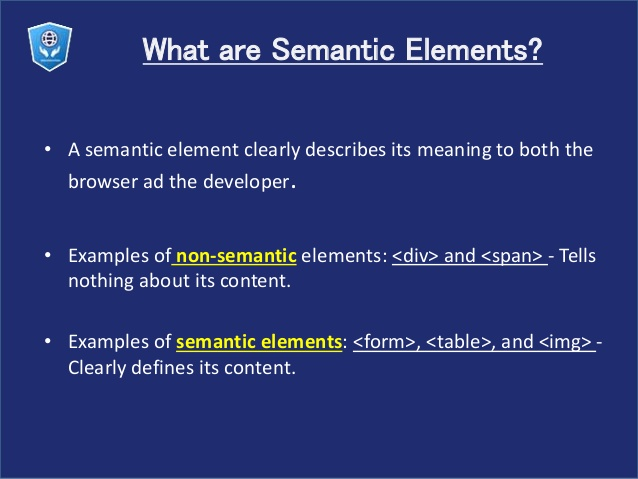 What are Semantic Elements?
• A semantic element clearly describes its meaning to both the
browser ad the developer.
• Examples of non-semantic elements: <div> and <span> - Tells
nothing about its content.
• Examples of semantic elements: <form>, <table>, and <img> -
Clearly defines its content.